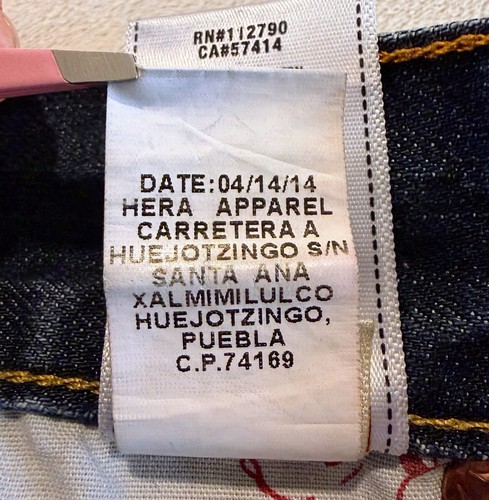 RN#112790
CA#57414
DATE:04/14/14
HERA APPAREL
CARRETERA A
HUEJOTZINGO S/N
SANTA ANA
XALMIMILULCO
HUEJOTZINGO,
PUEBLA
C.P.74169